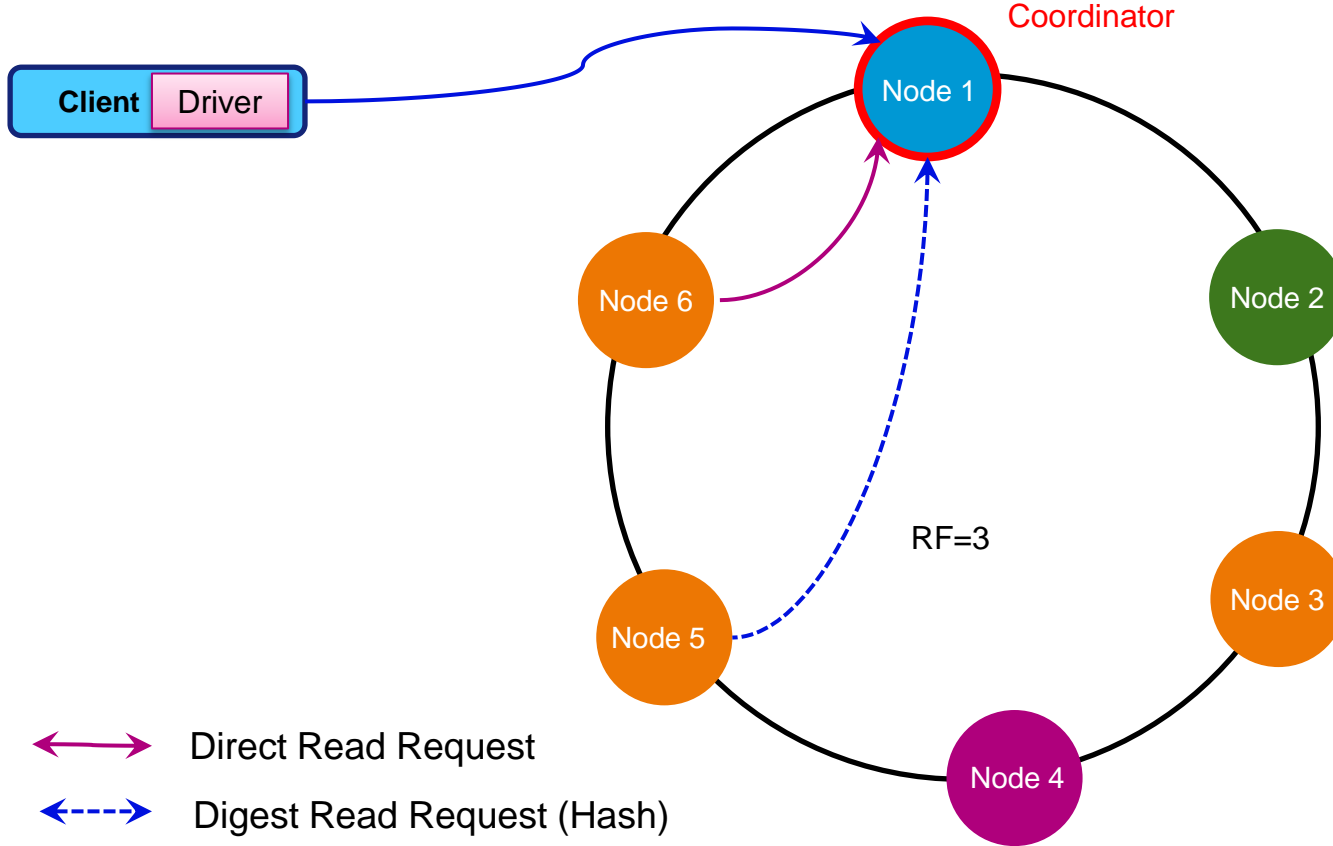 Coordinator
Client
Driver
Node 1
Node 6
Node 2
RF=3
Node 3
Node 5
Direct Read Request
Node 4
Digest Read Request (Hash)